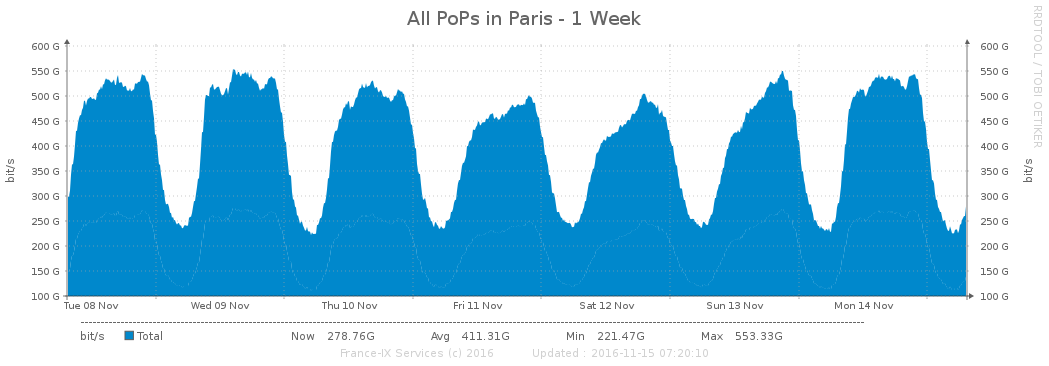 All PoPs in Paris - 1 Week
RRDTOOL / TOBI OETIKER
600 G 600 G
550 G 550 G
500 G 500 G
450 G 450 G
400 G 400 G
350 G 350 G
300 G 300 G
250 G 250 G
200 G 200 G
150 G 150 G
100 G 100 G
bit/s bit/s
Tue 08 Nov Wed 09 Nov Thu 10 Nov Fri 11 Nov Sat 12 Nov Sun 13 Nov Mon 14 Nov
bit/s Total Now 278.76G Avg 411.31G Min 221.47G Max 553.33G
France-IX Services (c) 2016 Updated : 2016-11-15 07:20:10